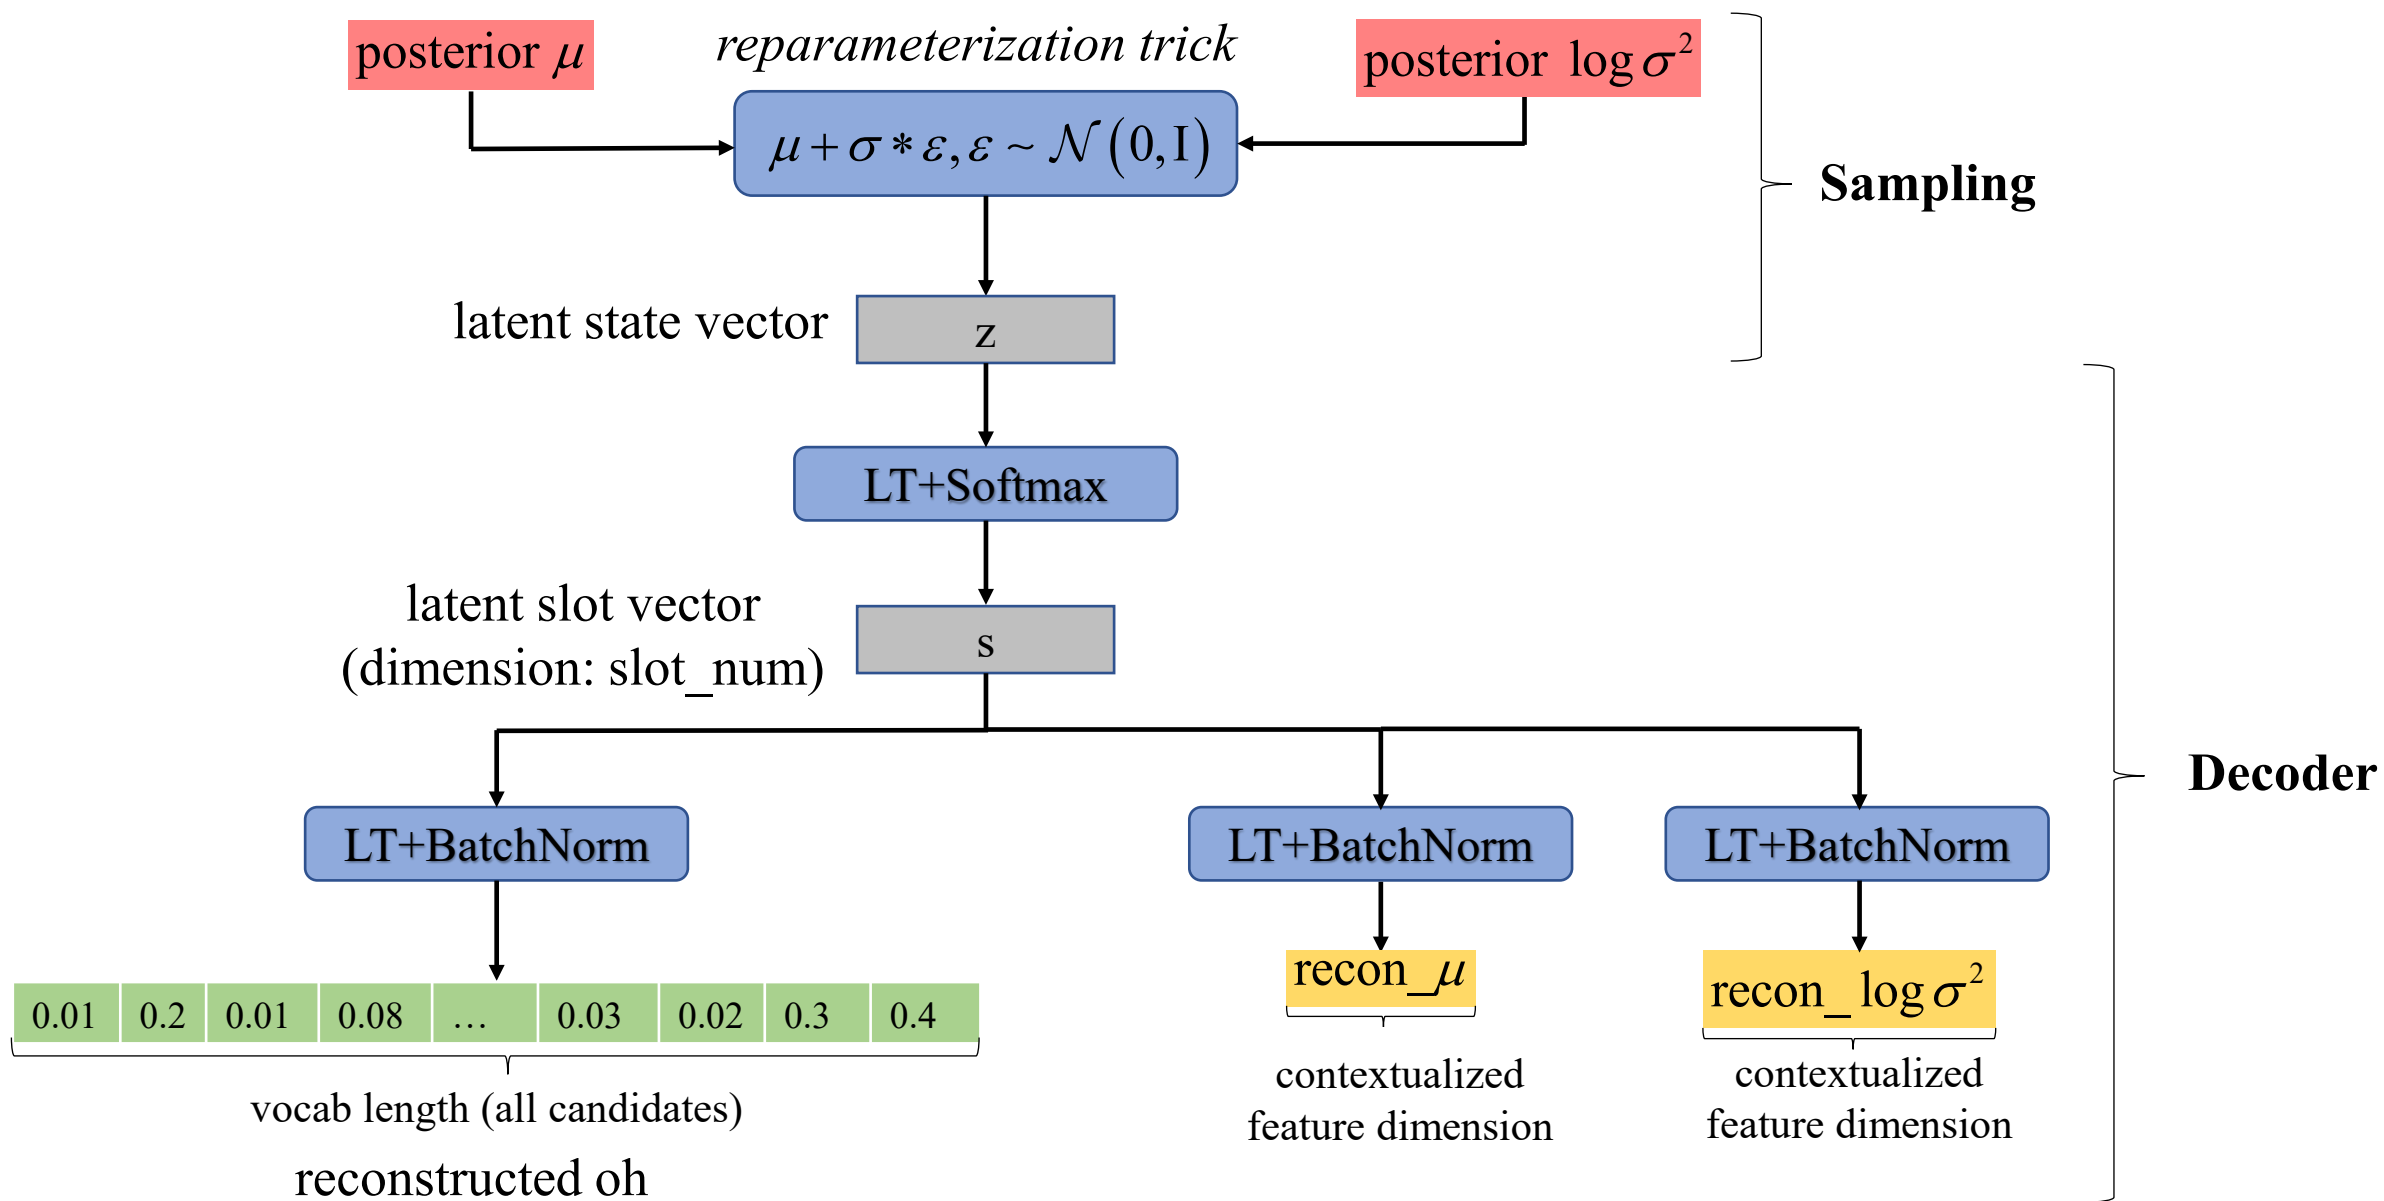 posterior μ
reparameterization trick
posterior log σ²
μ + σ * ε, ε ~ 𝒩(0, I)
Sampling
latent state vector
z
LT+Softmax
latent slot vector
(dimension: slot_num)
s
Decoder
LT+BatchNorm
LT+BatchNorm
LT+BatchNorm
0.01 0.2 0.01 0.08 … 0.03 0.02 0.3 0.4
recon_μ
recon_ log σ²
vocab length (all candidates)
contextualized
feature dimension
contextualized
feature dimension
reconstructed oh